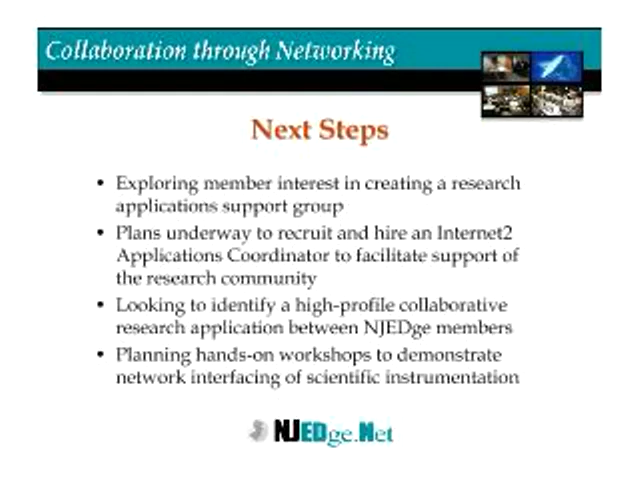 Collaboration through Networking
Next Steps
• Exploring member interest in creating a research
applications support group
• Plans underway to recruit and hire an Internet2
Applications Coordinator to facilitate support of
the research community
• Looking to identify a high-profile collaborative
research application between NJEDge members
• Planning hands-on workshops to demonstrate
network interfacing of scientific instrumentation
NJEDge.Net